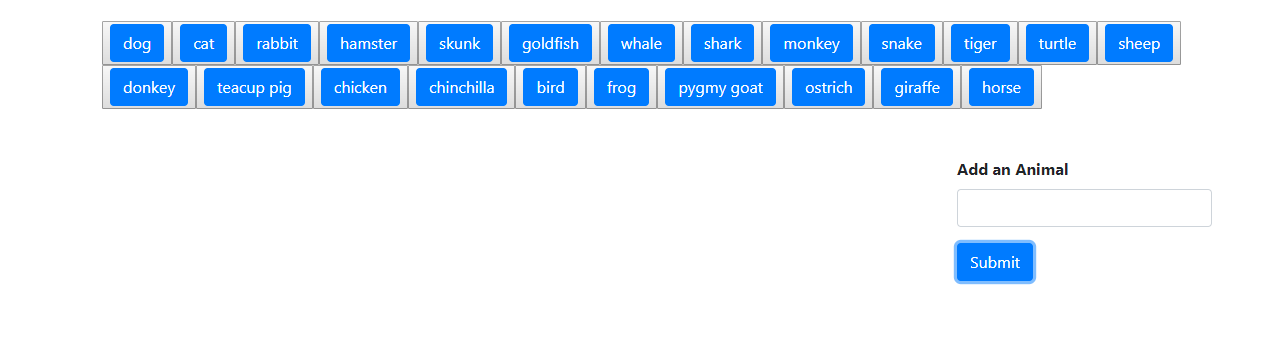 dog cat rabbit hamster skunk goldfish whale shark monkey snake tiger turtle sheep
donkey teacup pig chicken chinchilla bird frog pygmy goat ostrich giraffe horse
Add an Animal
Submit